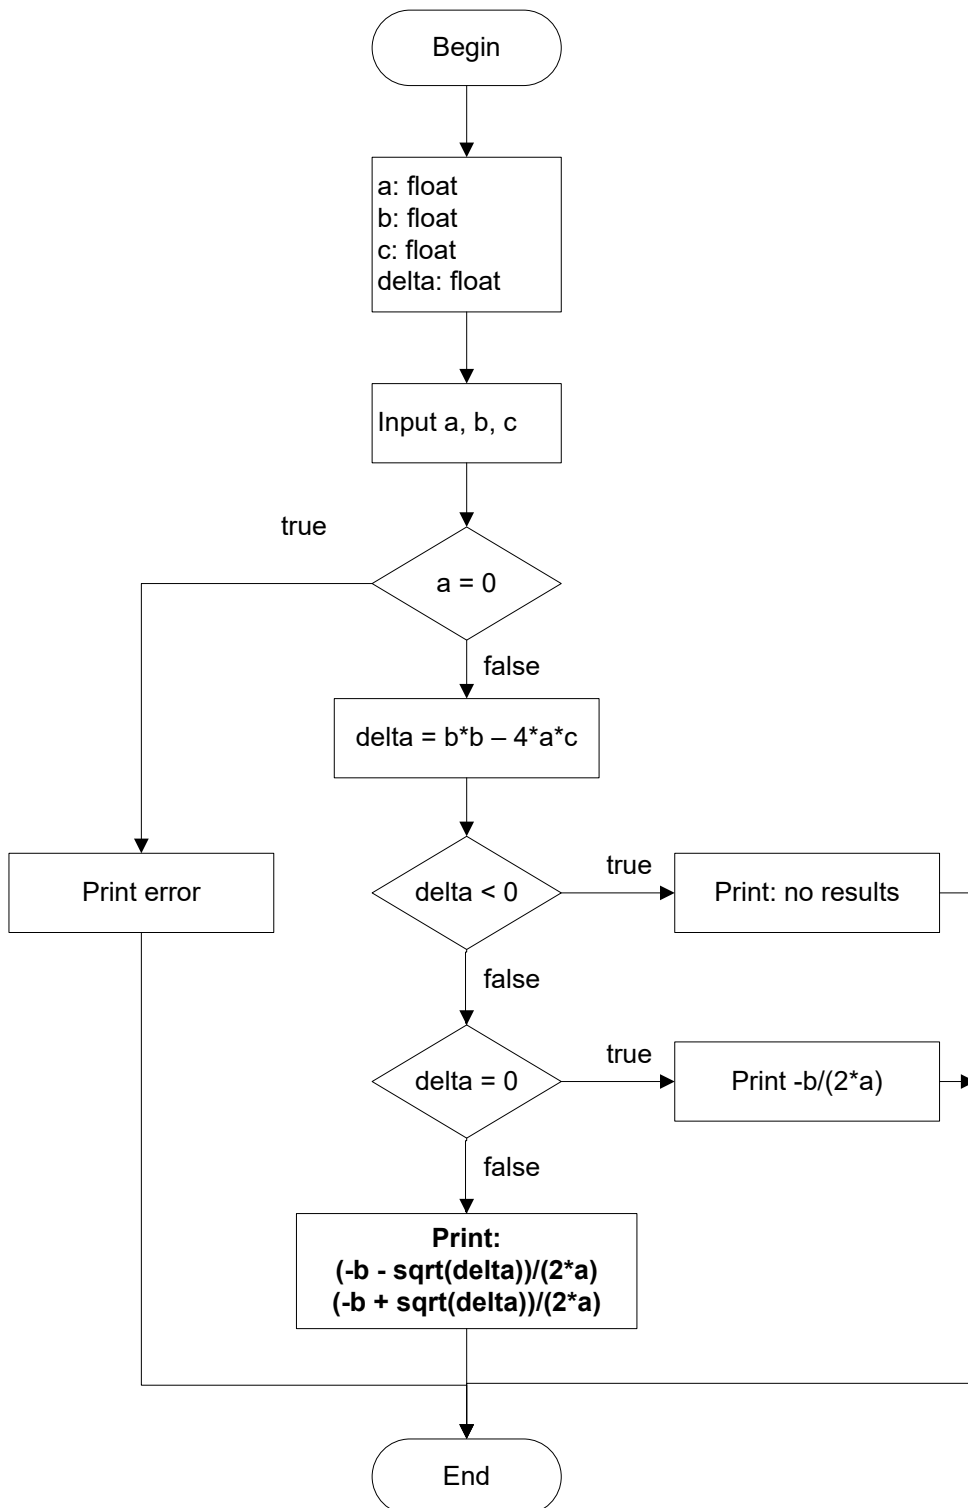 Begin
a: float
b: float
c: float
delta: float
Input a, b, c
true
a = 0
false
delta = b*b – 4*a*c
Print error
delta < 0
true
Print: no results
false
delta = 0
true
Print -b/(2*a)
false
Print:
(-b - sqrt(delta))/(2*a)
(-b + sqrt(delta))/(2*a)
End